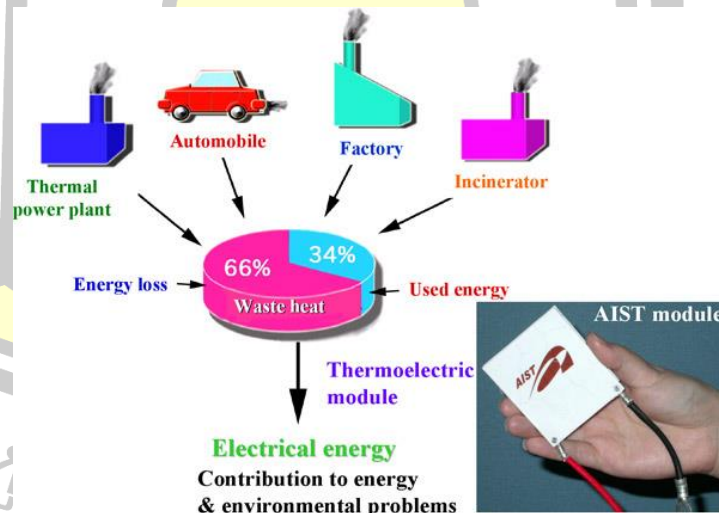 Automobile
Factory
Thermal
power plant
Incinerator
66%
34%
Energy loss
Used energy
Waste heat
AIST module
AIST
Thermoelectric
module
Electrical energy
Contribution to energy
& environmental problems